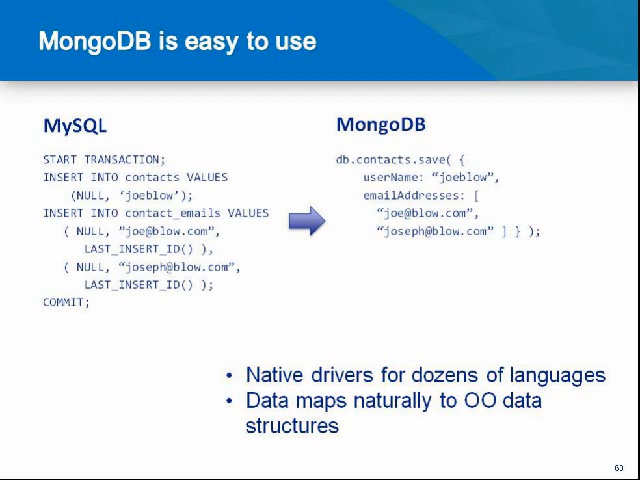 MongoDB is easy to use
MySQL
START TRANSACTION;
INSERT INTO contacts VALUES
(NULL, ‘joeblow’);
INSERT INTO contact_emails VALUES
( NULL, ”joe@blow.com”,
LAST_INSERT_ID() ),
( NULL, “joseph@blow.com”,
LAST_INSERT_ID() );
COMMIT;
MongoDB
db.contacts.save( {
userName: “joeblow”,
emailAddresses: [
“joe@blow.com”,
“joseph@blow.com” ] } );
• Native drivers for dozens of languages
• Data maps naturally to OO data
structures
60